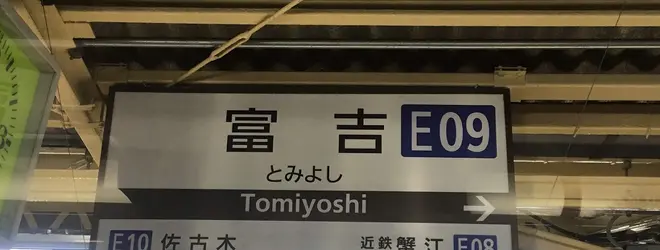 富吉 E09
とみよし
Tomiyoshi →
E10 佐古木 近鉄蟹江 E08